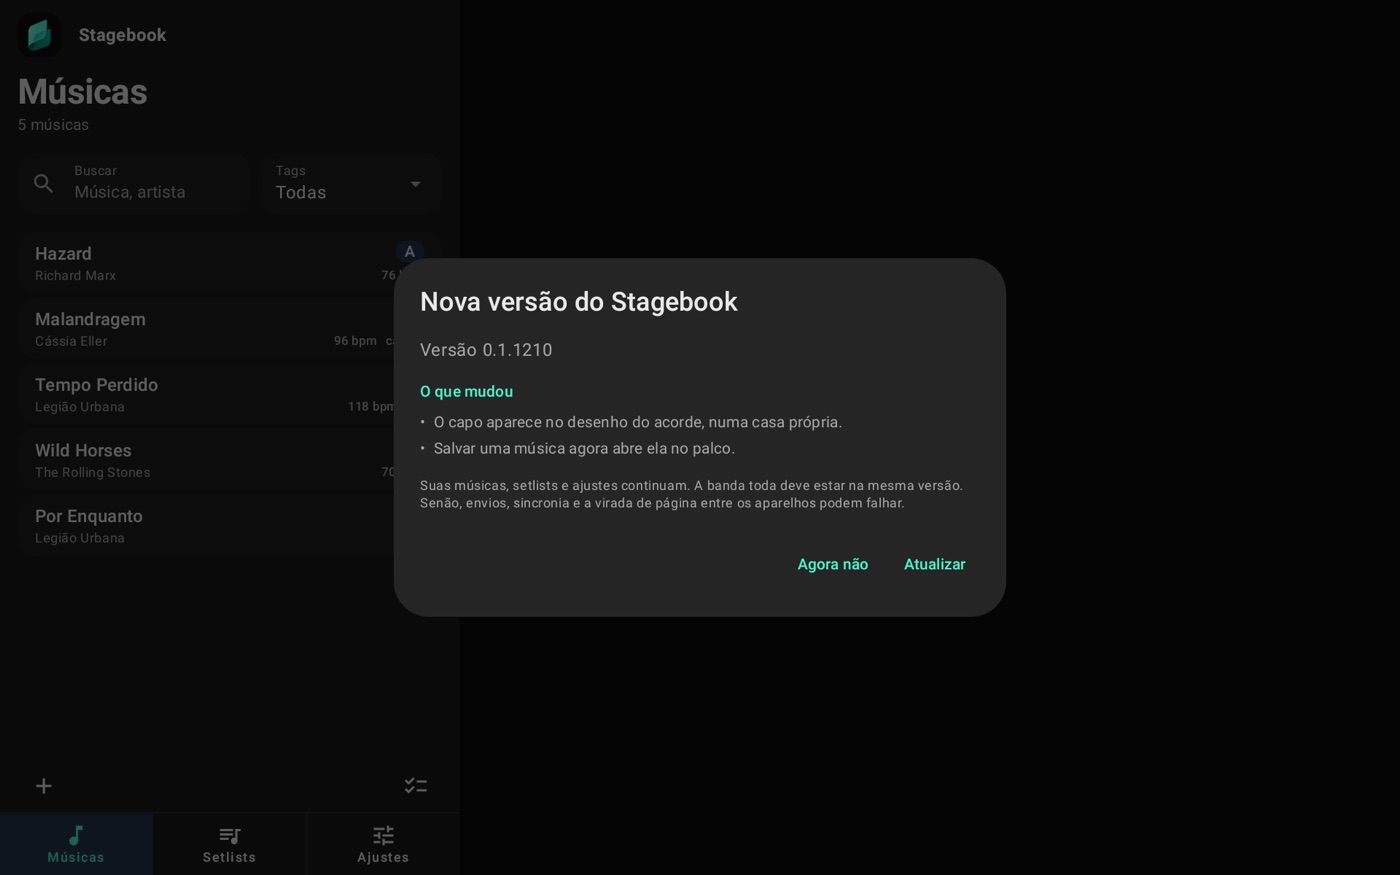 Stagebook
Músicas
5 músicas
Buscar
Música, artista
Tags
Todas
Hazard
A
Richard Marx
76
Malandragem
Cássia Eller
96 bpm
Tempo Perdido
Legião Urbana
118 bpm
Wild Horses
The Rolling Stones
70
Por Enquanto
Legião Urbana
Nova versão do Stagebook
Versão 0.1.1210
O que mudou
• O capo aparece no desenho do acorde, numa casa própria.
• Salvar uma música agora abre ela no palco.
Suas músicas, setlists e ajustes continuam. A banda toda deve estar na mesma versão.
Senão, envios, sincronia e a virada de página entre os aparelhos podem falhar.
Agora não
Atualizar
Músicas
Setlists
Ajustes